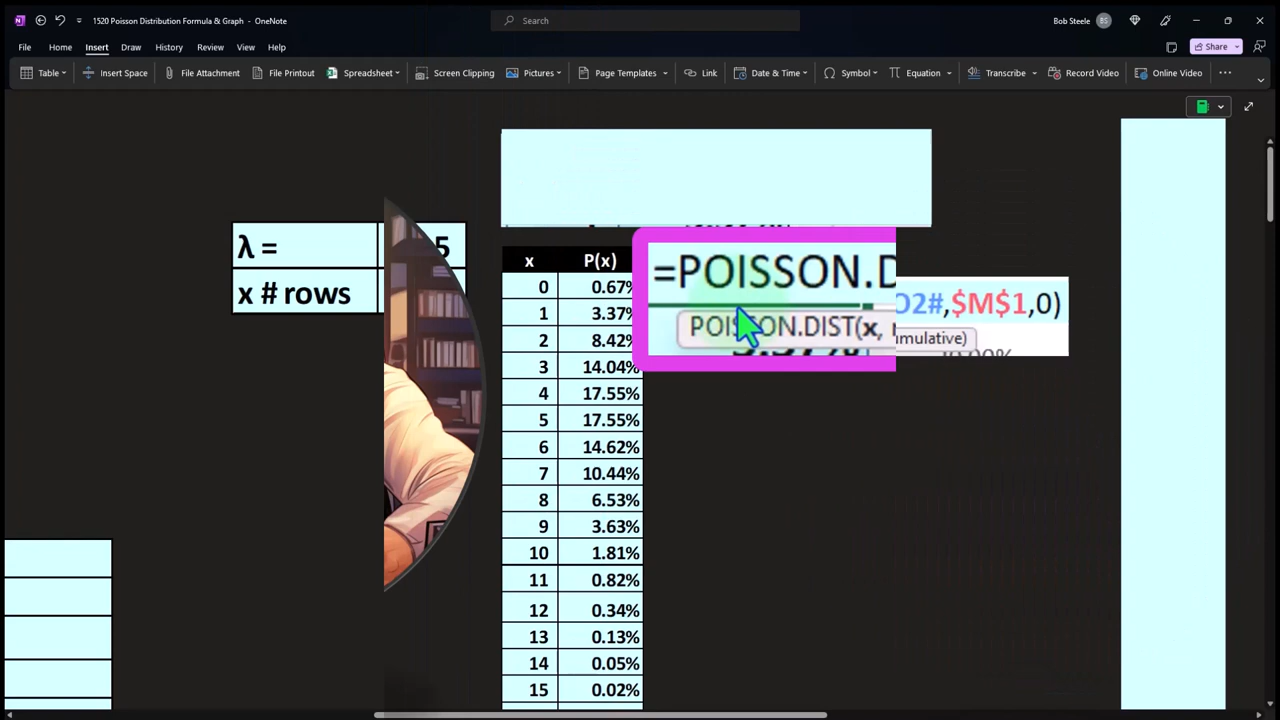 1520 Poisson Distribution Formula & Graph - OneNote
Search
Bob Steele
BS
File Home Insert Draw History Review View Help
Share
Table
Insert Space
File Attachment
File Printout
Spreadsheet
Screen Clipping
Pictures
Page Templates
Link
Date & Time
Symbol
Equation
Transcribe
Record Video
Online Video
λ = 5
x # rows
x P(x)
0 0.67%
1 3.37%
2 8.42%
3 14.04%
4 17.55%
5 17.55%
6 14.62%
7 10.44%
8 6.53%
9 3.63%
10 1.81%
11 0.82%
12 0.34%
13 0.13%
14 0.05%
15 0.02%
=POISSON.D
O2#,$M$1,0)
POISSON.DIST(x,
umulative)